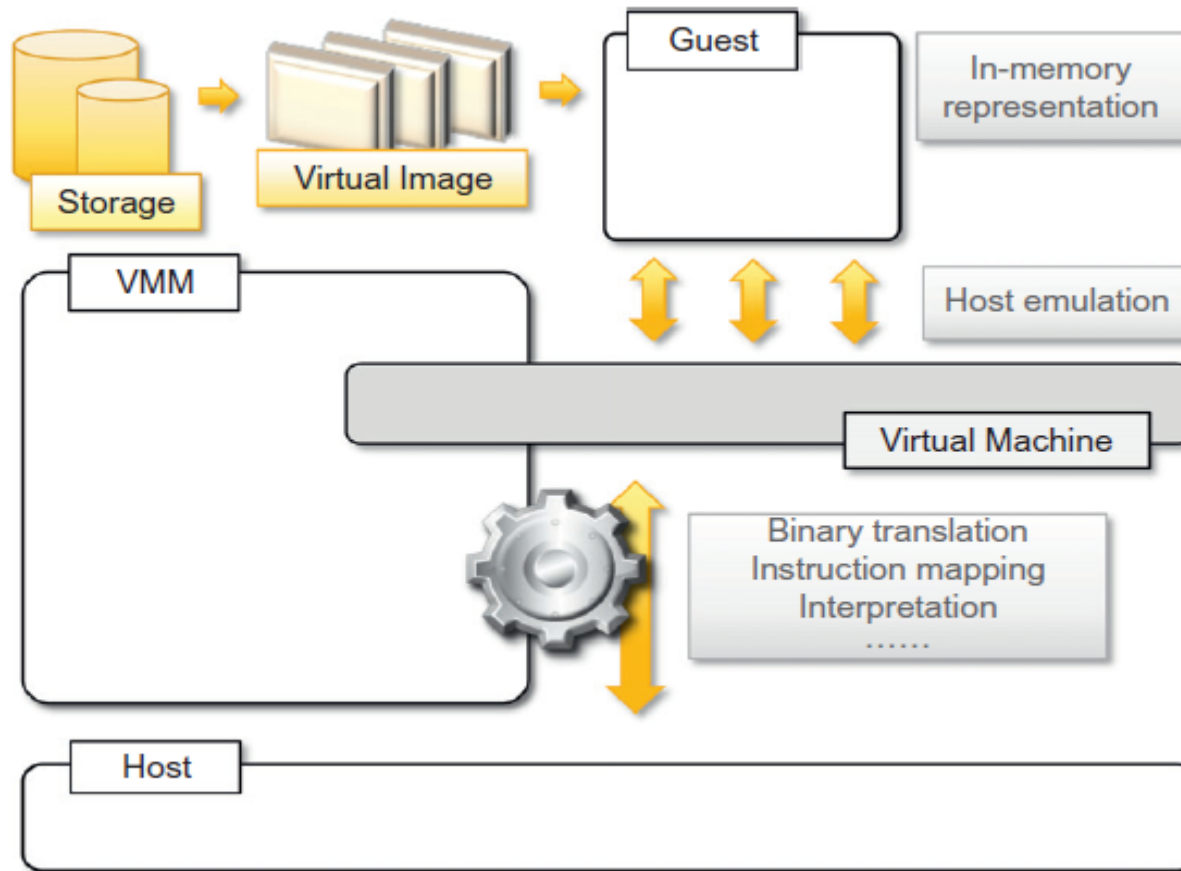 Guest
In-memory
representation
Virtual Image
Storage
VMM
Host emulation
Virtual Machine
Binary translation
Instruction mapping
Interpretation
......
Host